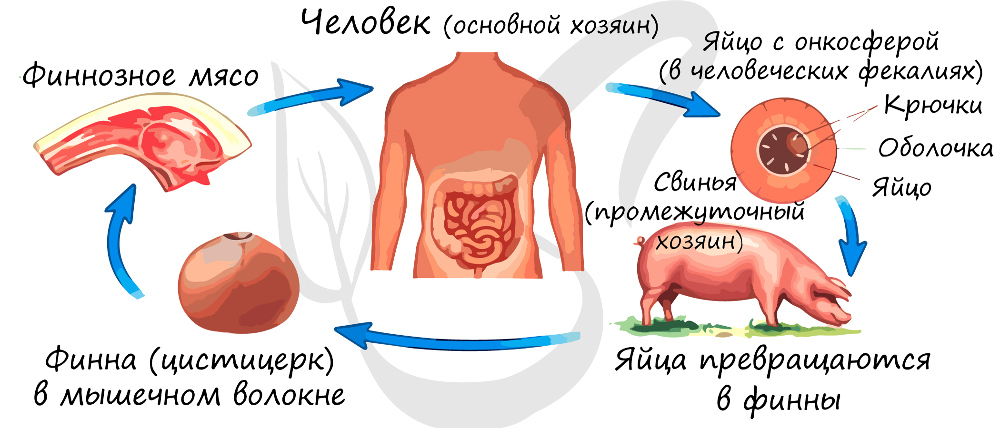 Человек (основной хозяин)
Финнозное мясо
Яйцо с онкосферой
(в человеческих фекалиях)
Крючки
Оболочка
Яйцо
Свинья
(промежуточный
хозяин)
Финна (цистицерк)
в мышечном волокне
Яйца превращаются
в финны